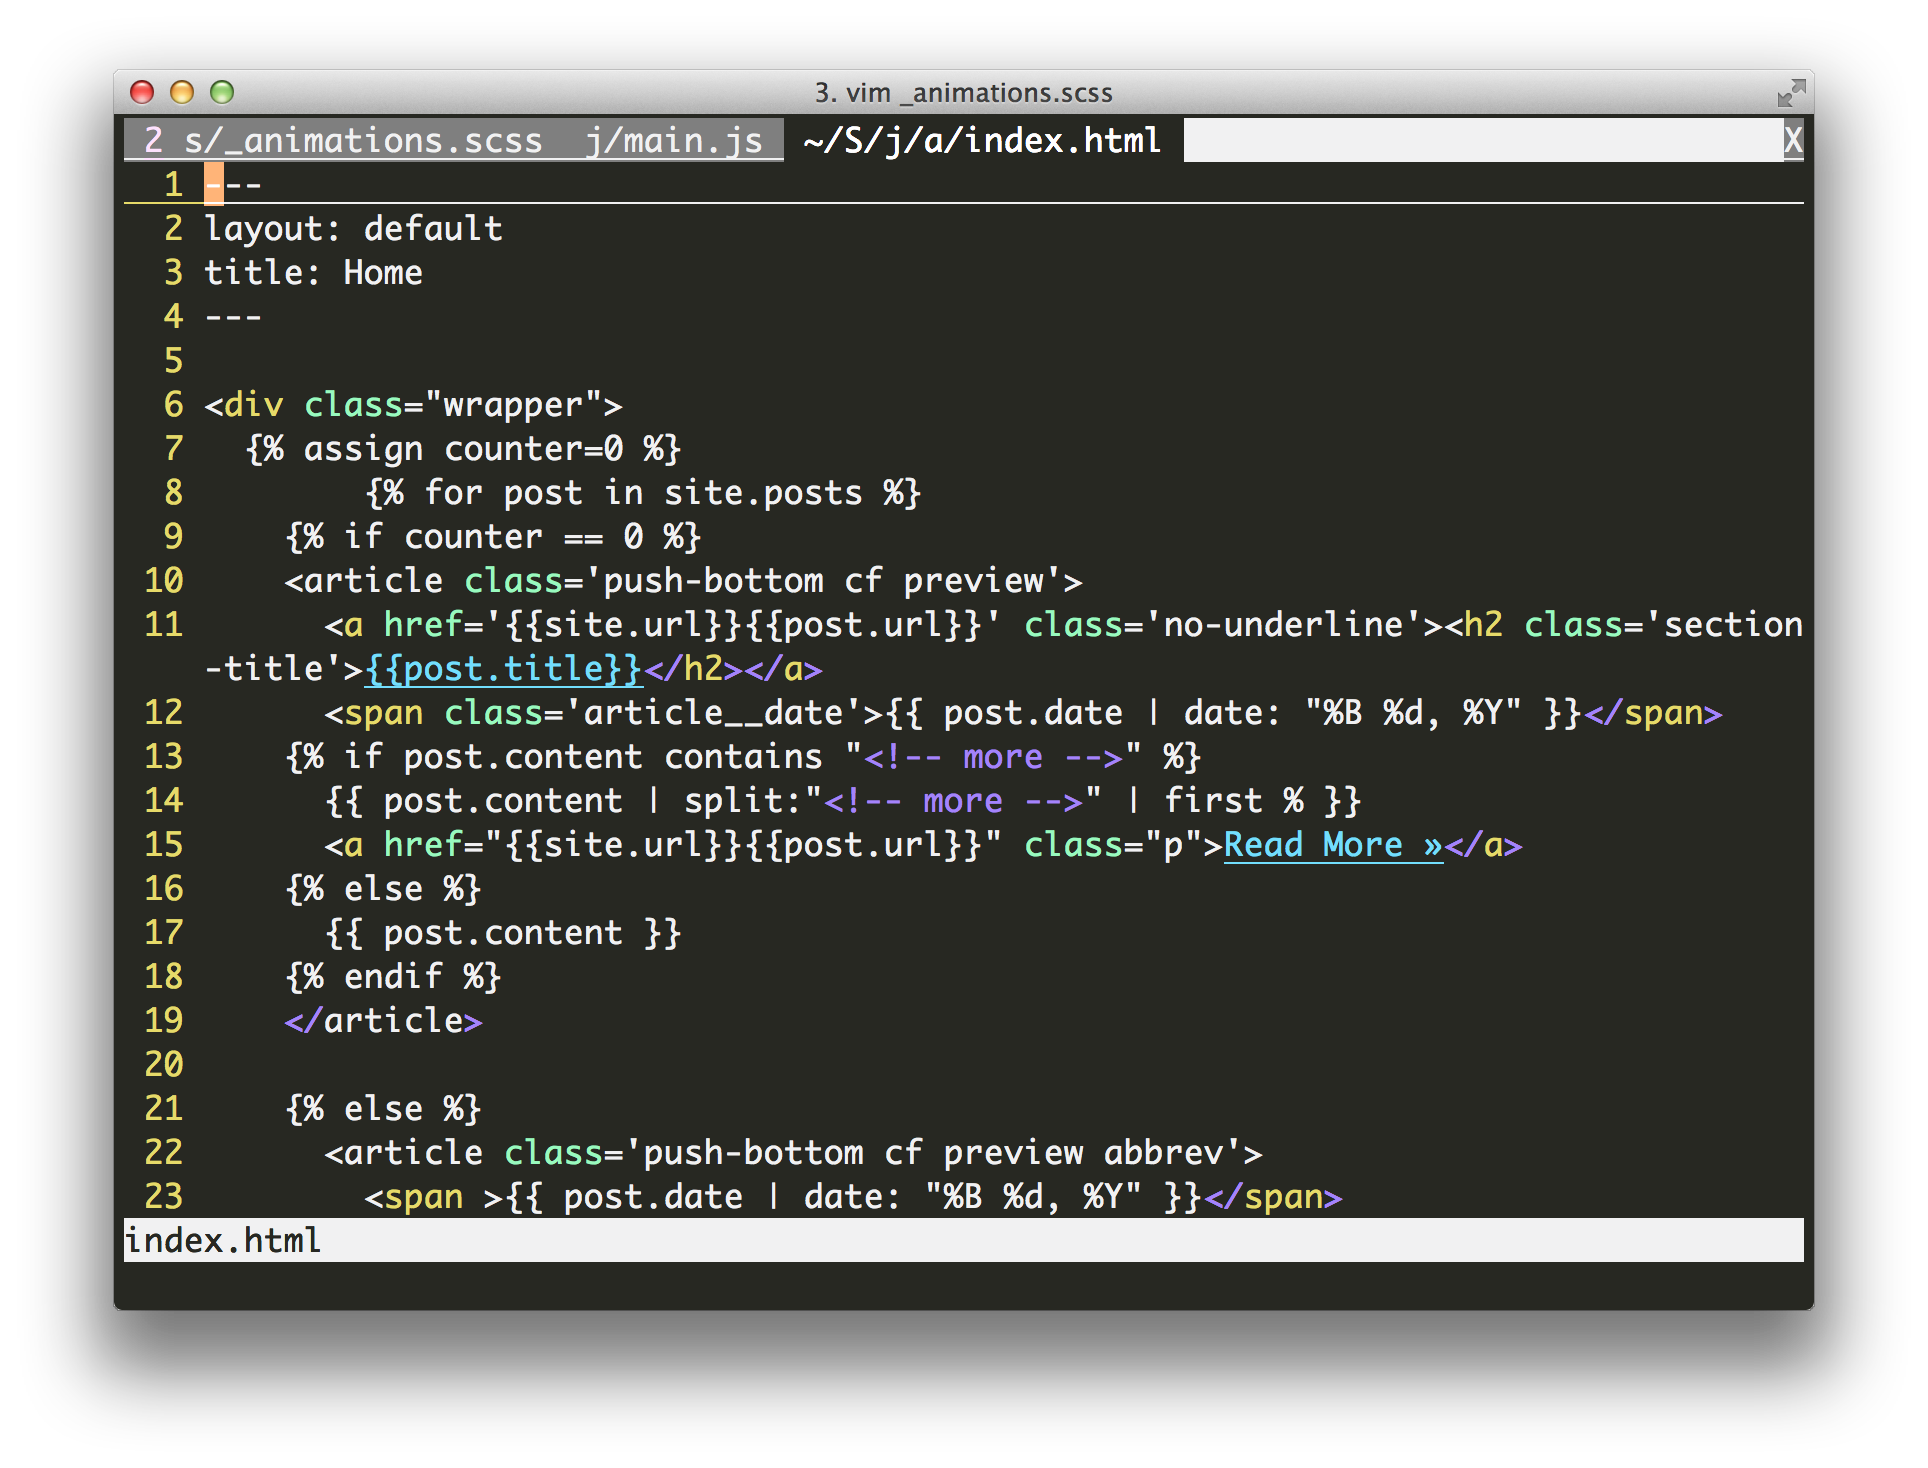 3. vim _animations.scss
2 s/_animations.scss  j/main.js  ~/S/j/a/index.html X
1 ---
2 layout: default
3 title: Home
4 ---
5
6 <div class="wrapper">
7   {% assign counter=0 %}
8         {% for post in site.posts %}
9     {% if counter == 0 %}
10     <article class='push-bottom cf preview'>
11       <a href='{{site.url}}{{post.url}}' class='no-underline'><h2 class='section
-title'>{{post.title}}</h2></a>
12       <span class='article__date'>{{ post.date | date: "%B %d, %Y" }}</span>
13     {% if post.content contains "<!-- more -->" %}
14       {{ post.content | split:"<!-- more -->" | first % }}
15       <a href="{{site.url}}{{post.url}}" class="p">Read More »</a>
16     {% else %}
17       {{ post.content }}
18     {% endif %}
19     </article>
20
21     {% else %}
22       <article class='push-bottom cf preview abbrev'>
23         <span >{{ post.date | date: "%B %d, %Y" }}</span>
index.html